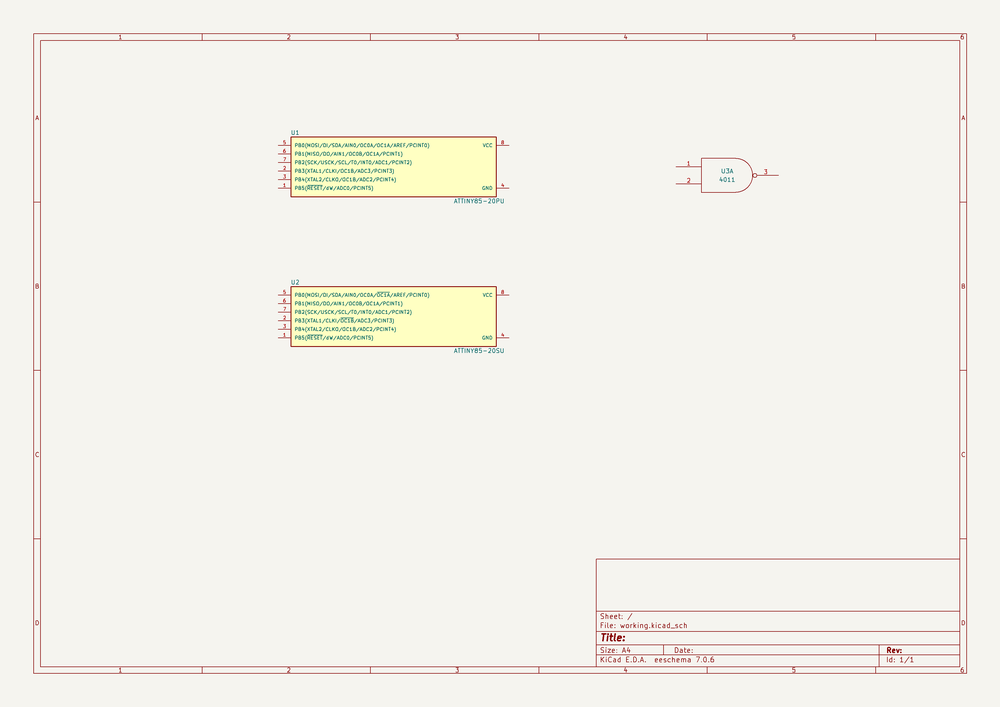 1 2 3 4 5 6
A A
U1
5 PB0(MOSI/DI/SDA/AIN0/OC0A/OC1A/AREF/PCINT0) VCC 8
6 PB1(MISO/DO/AIN1/OC0B/OC1A/PCINT1)
7 PB2(SCK/USCK/SCL/T0/INT0/ADC1/PCINT2)
2 PB3(XTAL1/CLKI/OC1B/ADC3/PCINT3)
3 PB4(XTAL2/CLKO/OC1B/ADC2/PCINT4)
1 PB5(RESET/dW/ADC0/PCINT5) GND 4
ATTINY85-20PU
1
2
U3A
4011
3
B B
U2
5 PB0(MOSI/DI/SDA/AIN0/OC0A/OC1A/AREF/PCINT0) VCC 8
6 PB1(MISO/DO/AIN1/OC0B/OC1A/PCINT1)
7 PB2(SCK/USCK/SCL/T0/INT0/ADC1/PCINT2)
2 PB3(XTAL1/CLKI/OC1B/ADC3/PCINT3)
3 PB4(XTAL2/CLKO/OC1B/ADC2/PCINT4)
1 PB5(RESET/dW/ADC0/PCINT5) GND 4
ATTINY85-20SU
C C
D D
Sheet: /
File: working.kicad_sch
Title:
Size: A4 Date: Rev:
KiCad E.D.A. eeschema 7.0.6 Id: 1/1
1 2 3 4 5 6